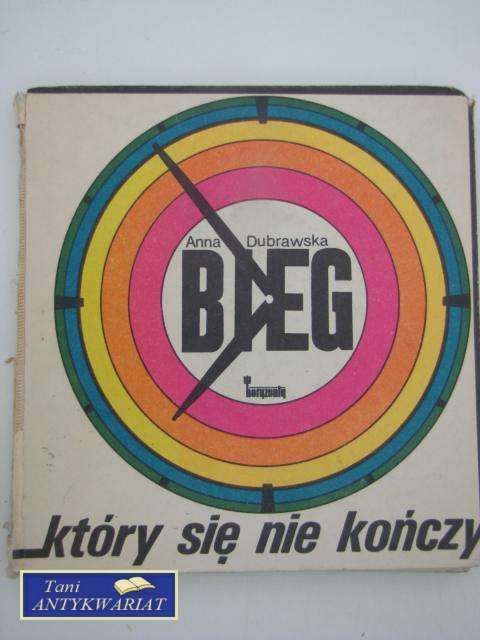 Anna Dubrawska
BIEG
horyzonty
...który się nie kończy
Tani
ANTYKWARIAT